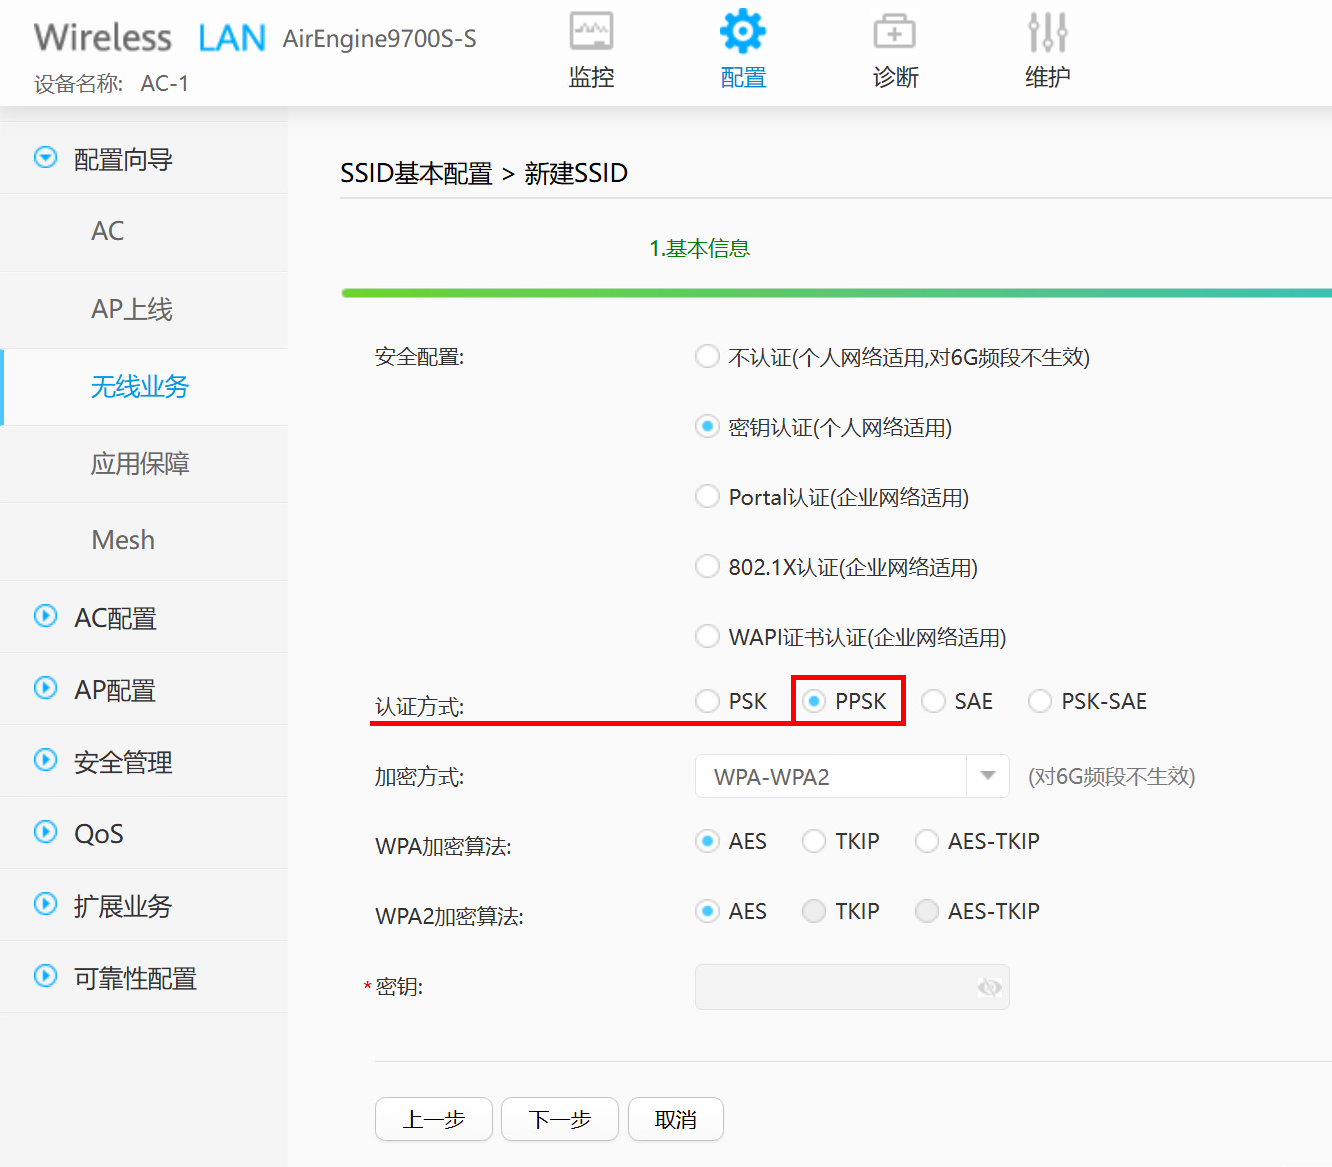 Wireless LAN AirEngine9700S-S
设备名称: AC-1
监控
配置
诊断
维护
配置向导
AC
AP上线
无线业务
应用保障
Mesh
AC配置
AP配置
安全管理
QoS
扩展业务
可靠性配置
SSID基本配置 > 新建SSID
1.基本信息
安全配置:
不认证(个人网络适用,对6G频段不生效)
密钥认证(个人网络适用)
Portal认证(企业网络适用)
802.1X认证(企业网络适用)
WAPI证书认证(企业网络适用)
认证方式: PSK PPSK SAE PSK-SAE
加密方式: WPA-WPA2 (对6G频段不生效)
WPA加密算法: AES TKIP AES-TKIP
WPA2加密算法: AES TKIP AES-TKIP
*密钥:
上一步 下一步 取消